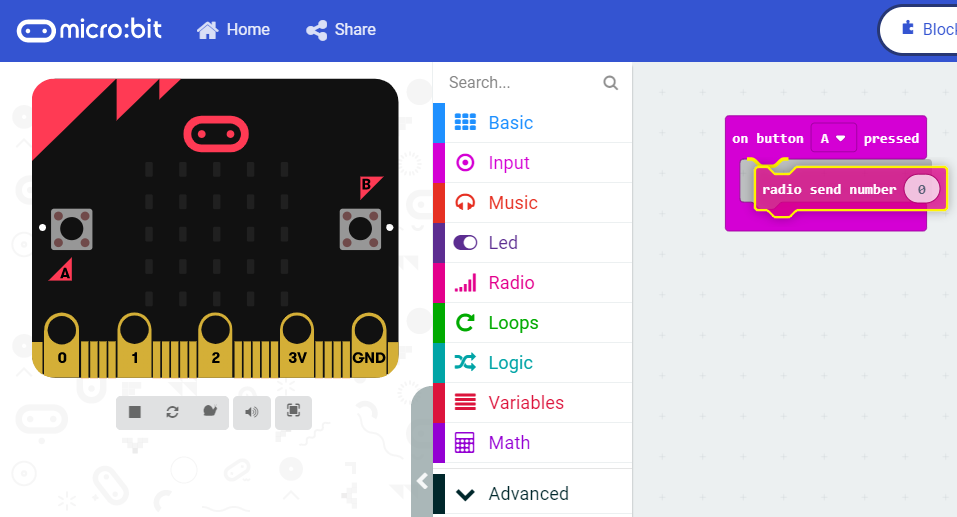 micro:bit
Home
Share
Bloc
Search...
Basic
Input
Music
Led
Radio
Loops
Logic
Variables
Math
Advanced
on button A pressed
radio send number 0
B
A
0 1 2 3V GND